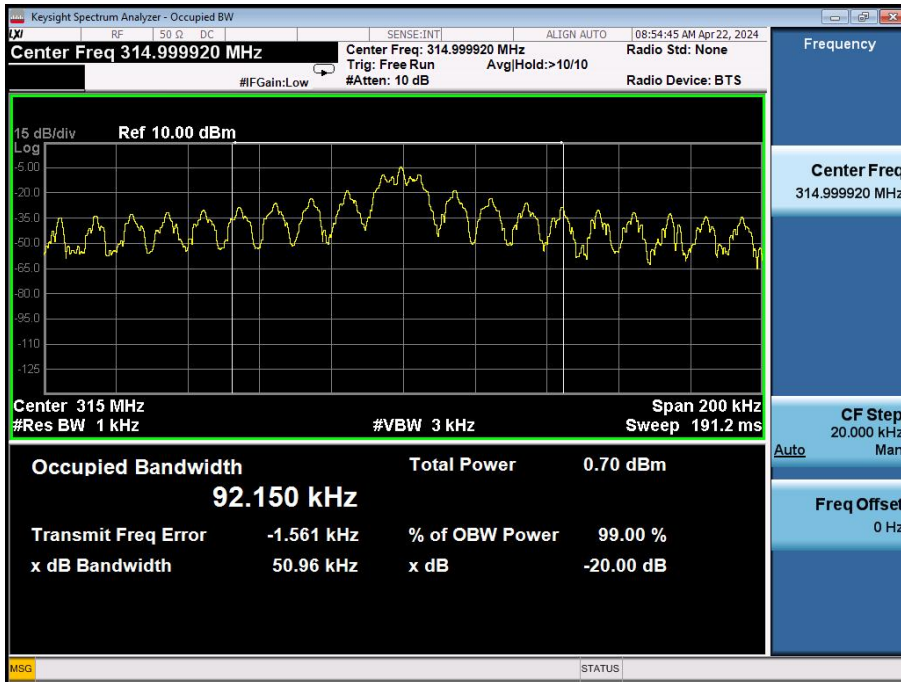 Keysight Spectrum Analyzer - Occupied BW
LXI RF 50 Ω DC SENSE:INT ALIGN AUTO 08:54:45 AM Apr 22, 2024
Center Freq 314.999920 MHz
#IFGain:Low
Center Freq: 314.999920 MHz
Trig: Free Run Avg|Hold:>10/10
#Atten: 10 dB
Radio Std: None
Radio Device: BTS
15 dB/div Ref 10.00 dBm
Log
-5.00
-20.0
-35.0
-50.0
-65.0
-80.0
-95.0
-110
-125
Center 315 MHz Span 200 kHz
#Res BW 1 kHz #VBW 3 kHz Sweep 191.2 ms
Occupied Bandwidth Total Power 0.70 dBm
92.150 kHz
Transmit Freq Error -1.561 kHz % of OBW Power 99.00 %
x dB Bandwidth 50.96 kHz x dB -20.00 dB
MSG STATUS
Frequency
Center Freq
314.999920 MHz
CF Step
20.000 kHz
Auto Man
Freq Offset
0 Hz